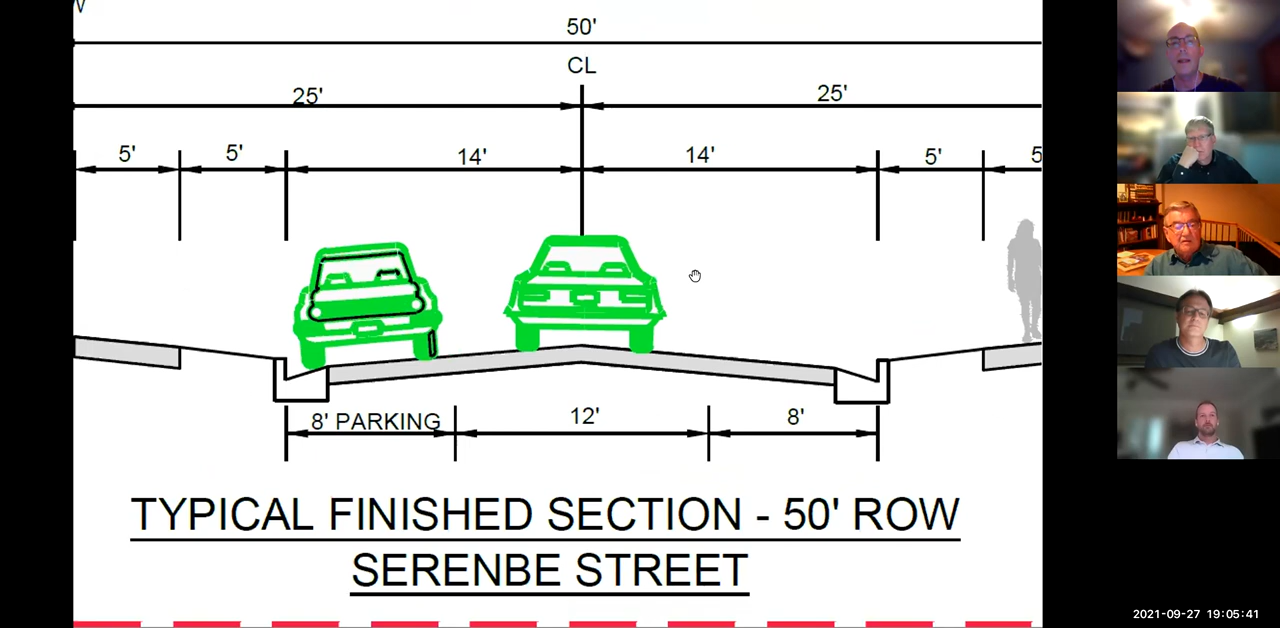 50'
CL
25' 25'
5' 5' 14' 14' 5' 5
8' PARKING 12' 8'
TYPICAL FINISHED SECTION - 50' ROW
SERENBE STREET
2021-09-27 19:05:41